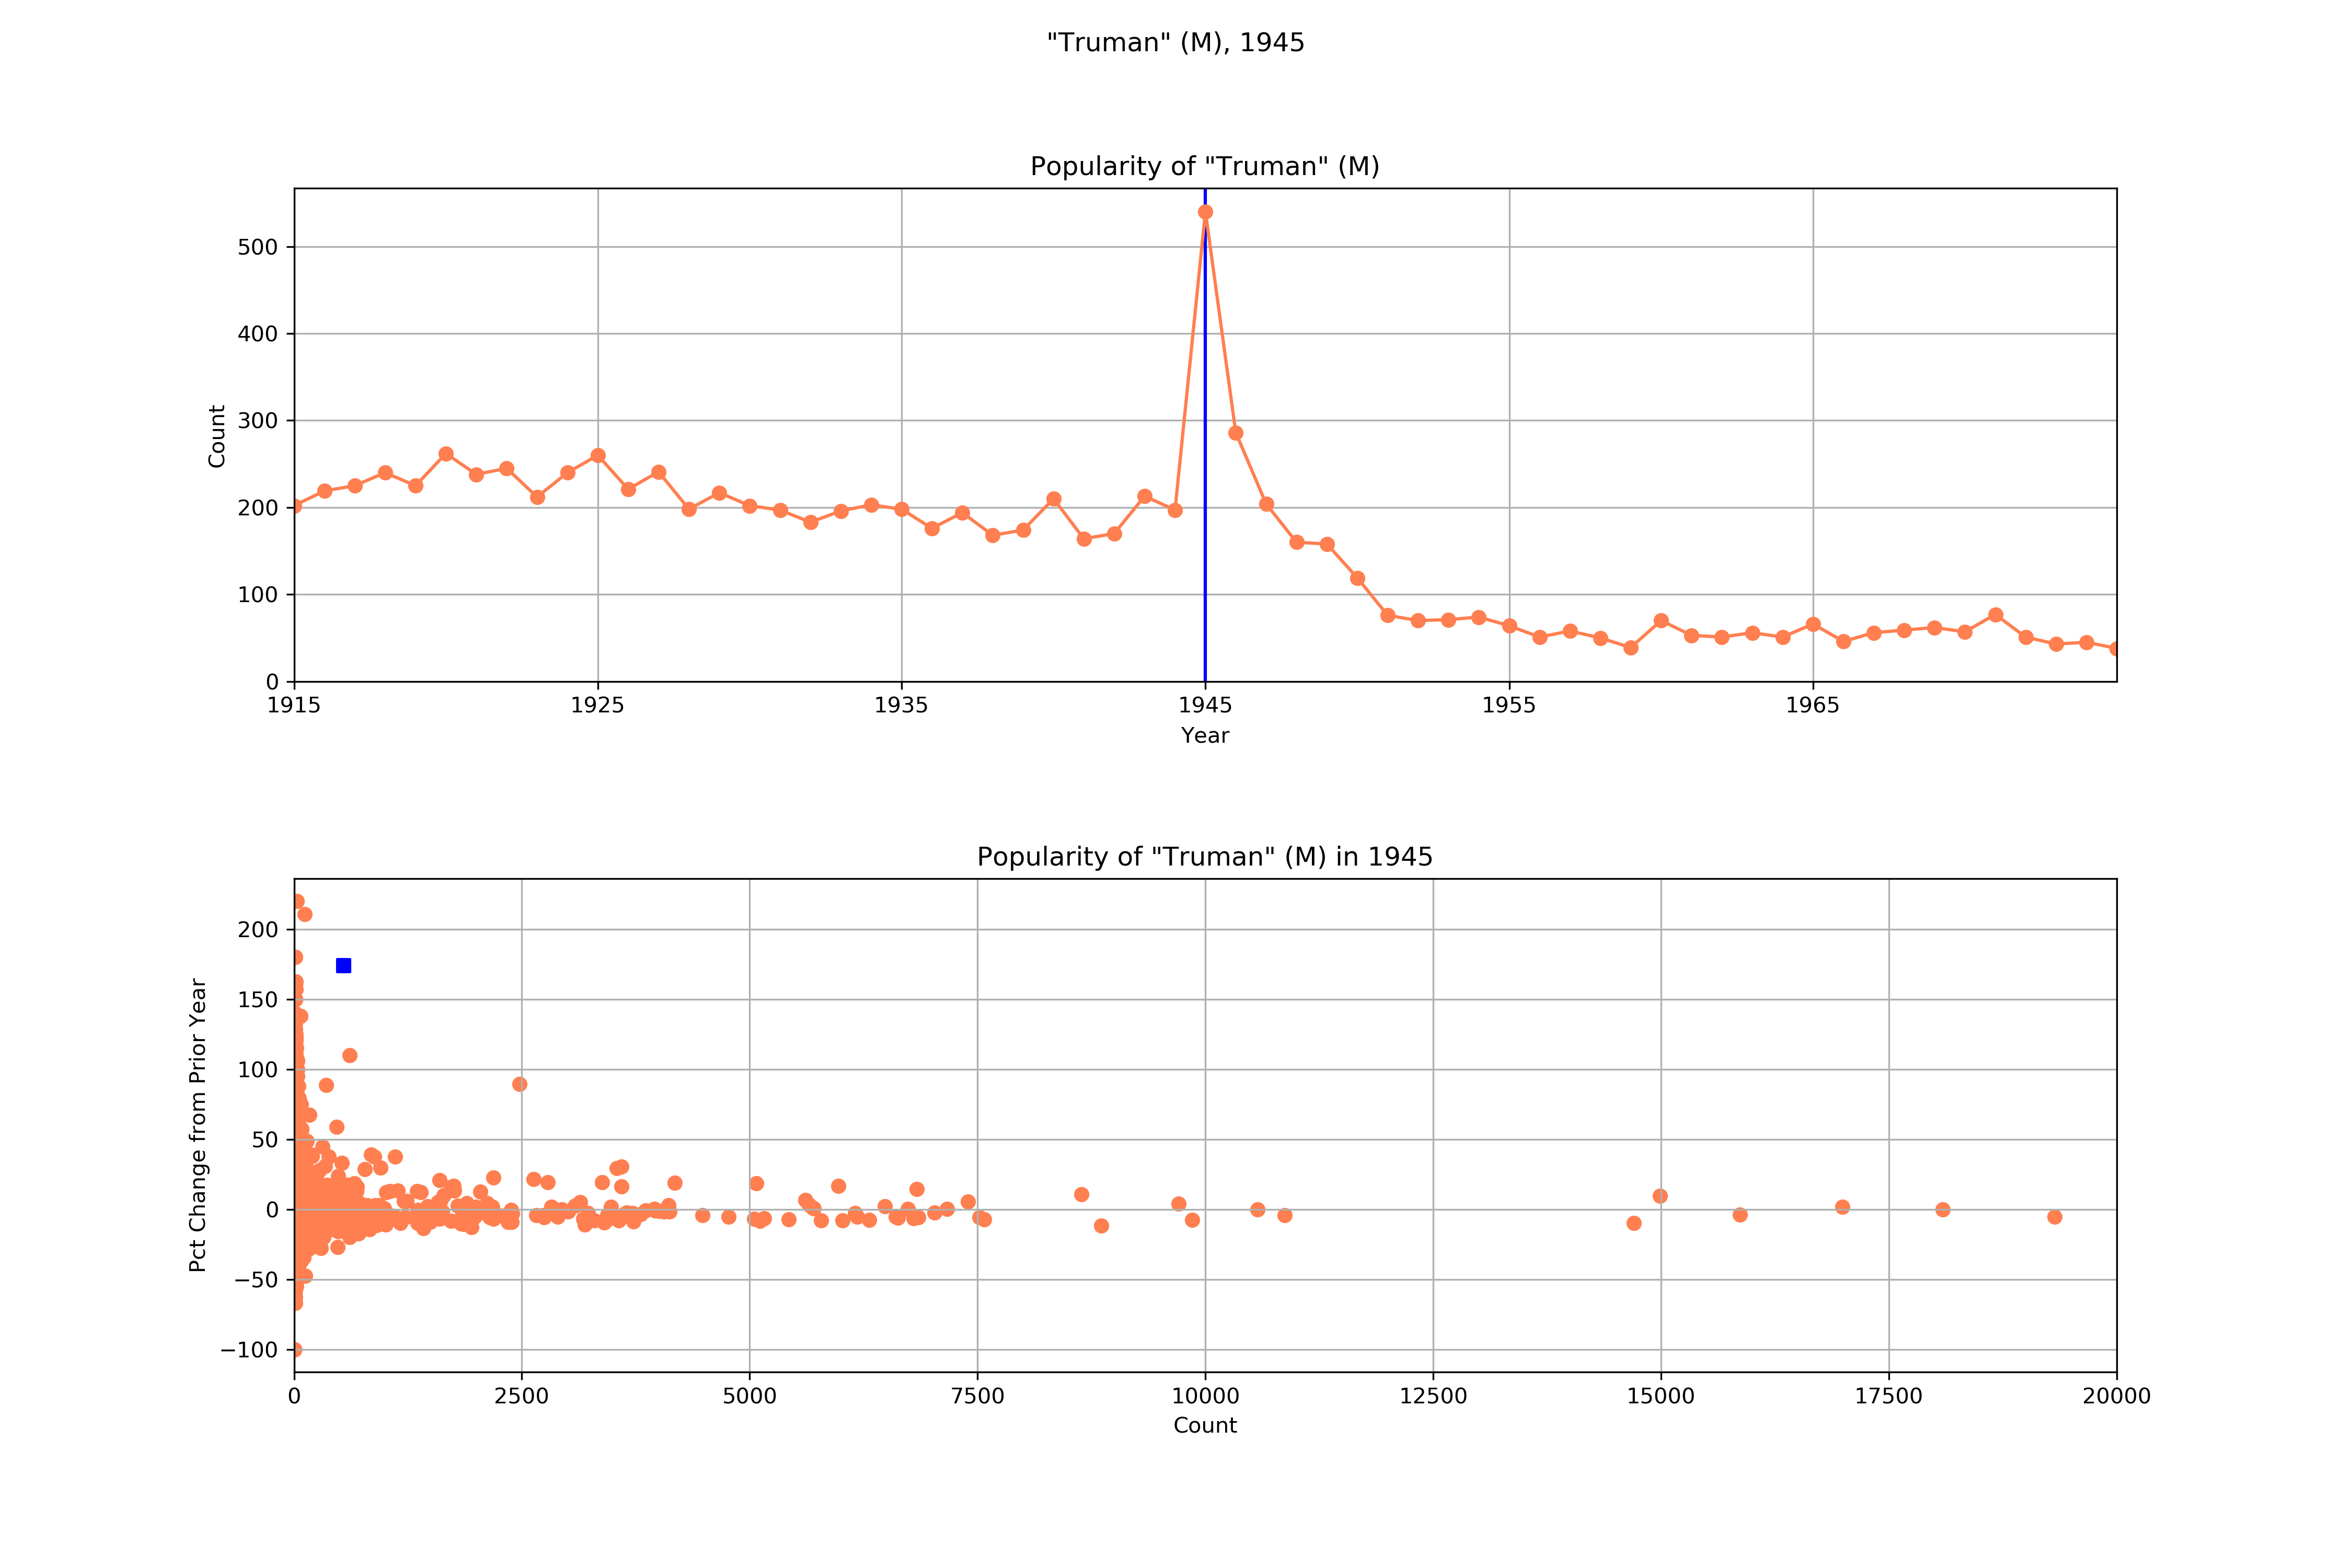 "Truman" (M), 1945
Popularity of "Truman" (M)
500
400
300
200
100
0
Count
1915 1925 1935 1945 1955 1965
Year
Popularity of "Truman" (M) in 1945
200
150
100
50
0
−50
−100
Pct Change from Prior Year
0 2500 5000 7500 10000 12500 15000 17500 20000
Count